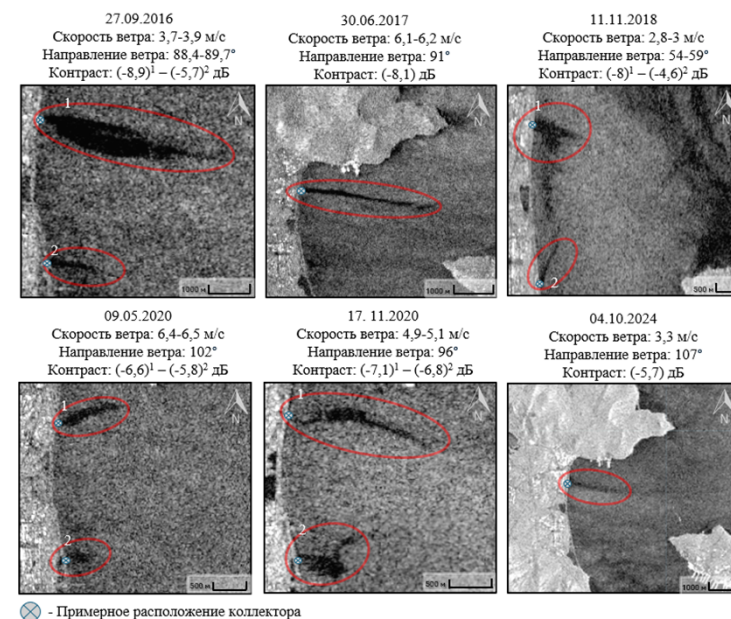 27.09.2016
Скорость ветра: 3,7-3,9 м/с
Направление ветра: 88,4-89,7°
Контраст: (-8,9)¹ – (-5,7)² дБ
1
N
2
1000 м
30.06.2017
Скорость ветра: 6,1-6,2 м/с
Направление ветра: 91°
Контраст: (-8,1) дБ
N
1000 м
11.11.2018
Скорость ветра: 2,8-3 м/с
Направление ветра: 54-59°
Контраст: (-8)¹ – (-4,6)² дБ
1
N
2
500 м
09.05.2020
Скорость ветра: 6,4-6,5 м/с
Направление ветра: 102°
Контраст: (-6,6)¹ – (-5,8)² дБ
1
N
2
500 м
17. 11.2020
Скорость ветра: 4,9-5,1 м/с
Направление ветра: 96°
Контраст: (-7,1)¹ – (-6,8)² дБ
1
N
2
500 м
04.10.2024
Скорость ветра: 3,3 м/с
Направление ветра: 107°
Контраст: (-5,7) дБ
N
1000 м
- Примерное расположение коллектора